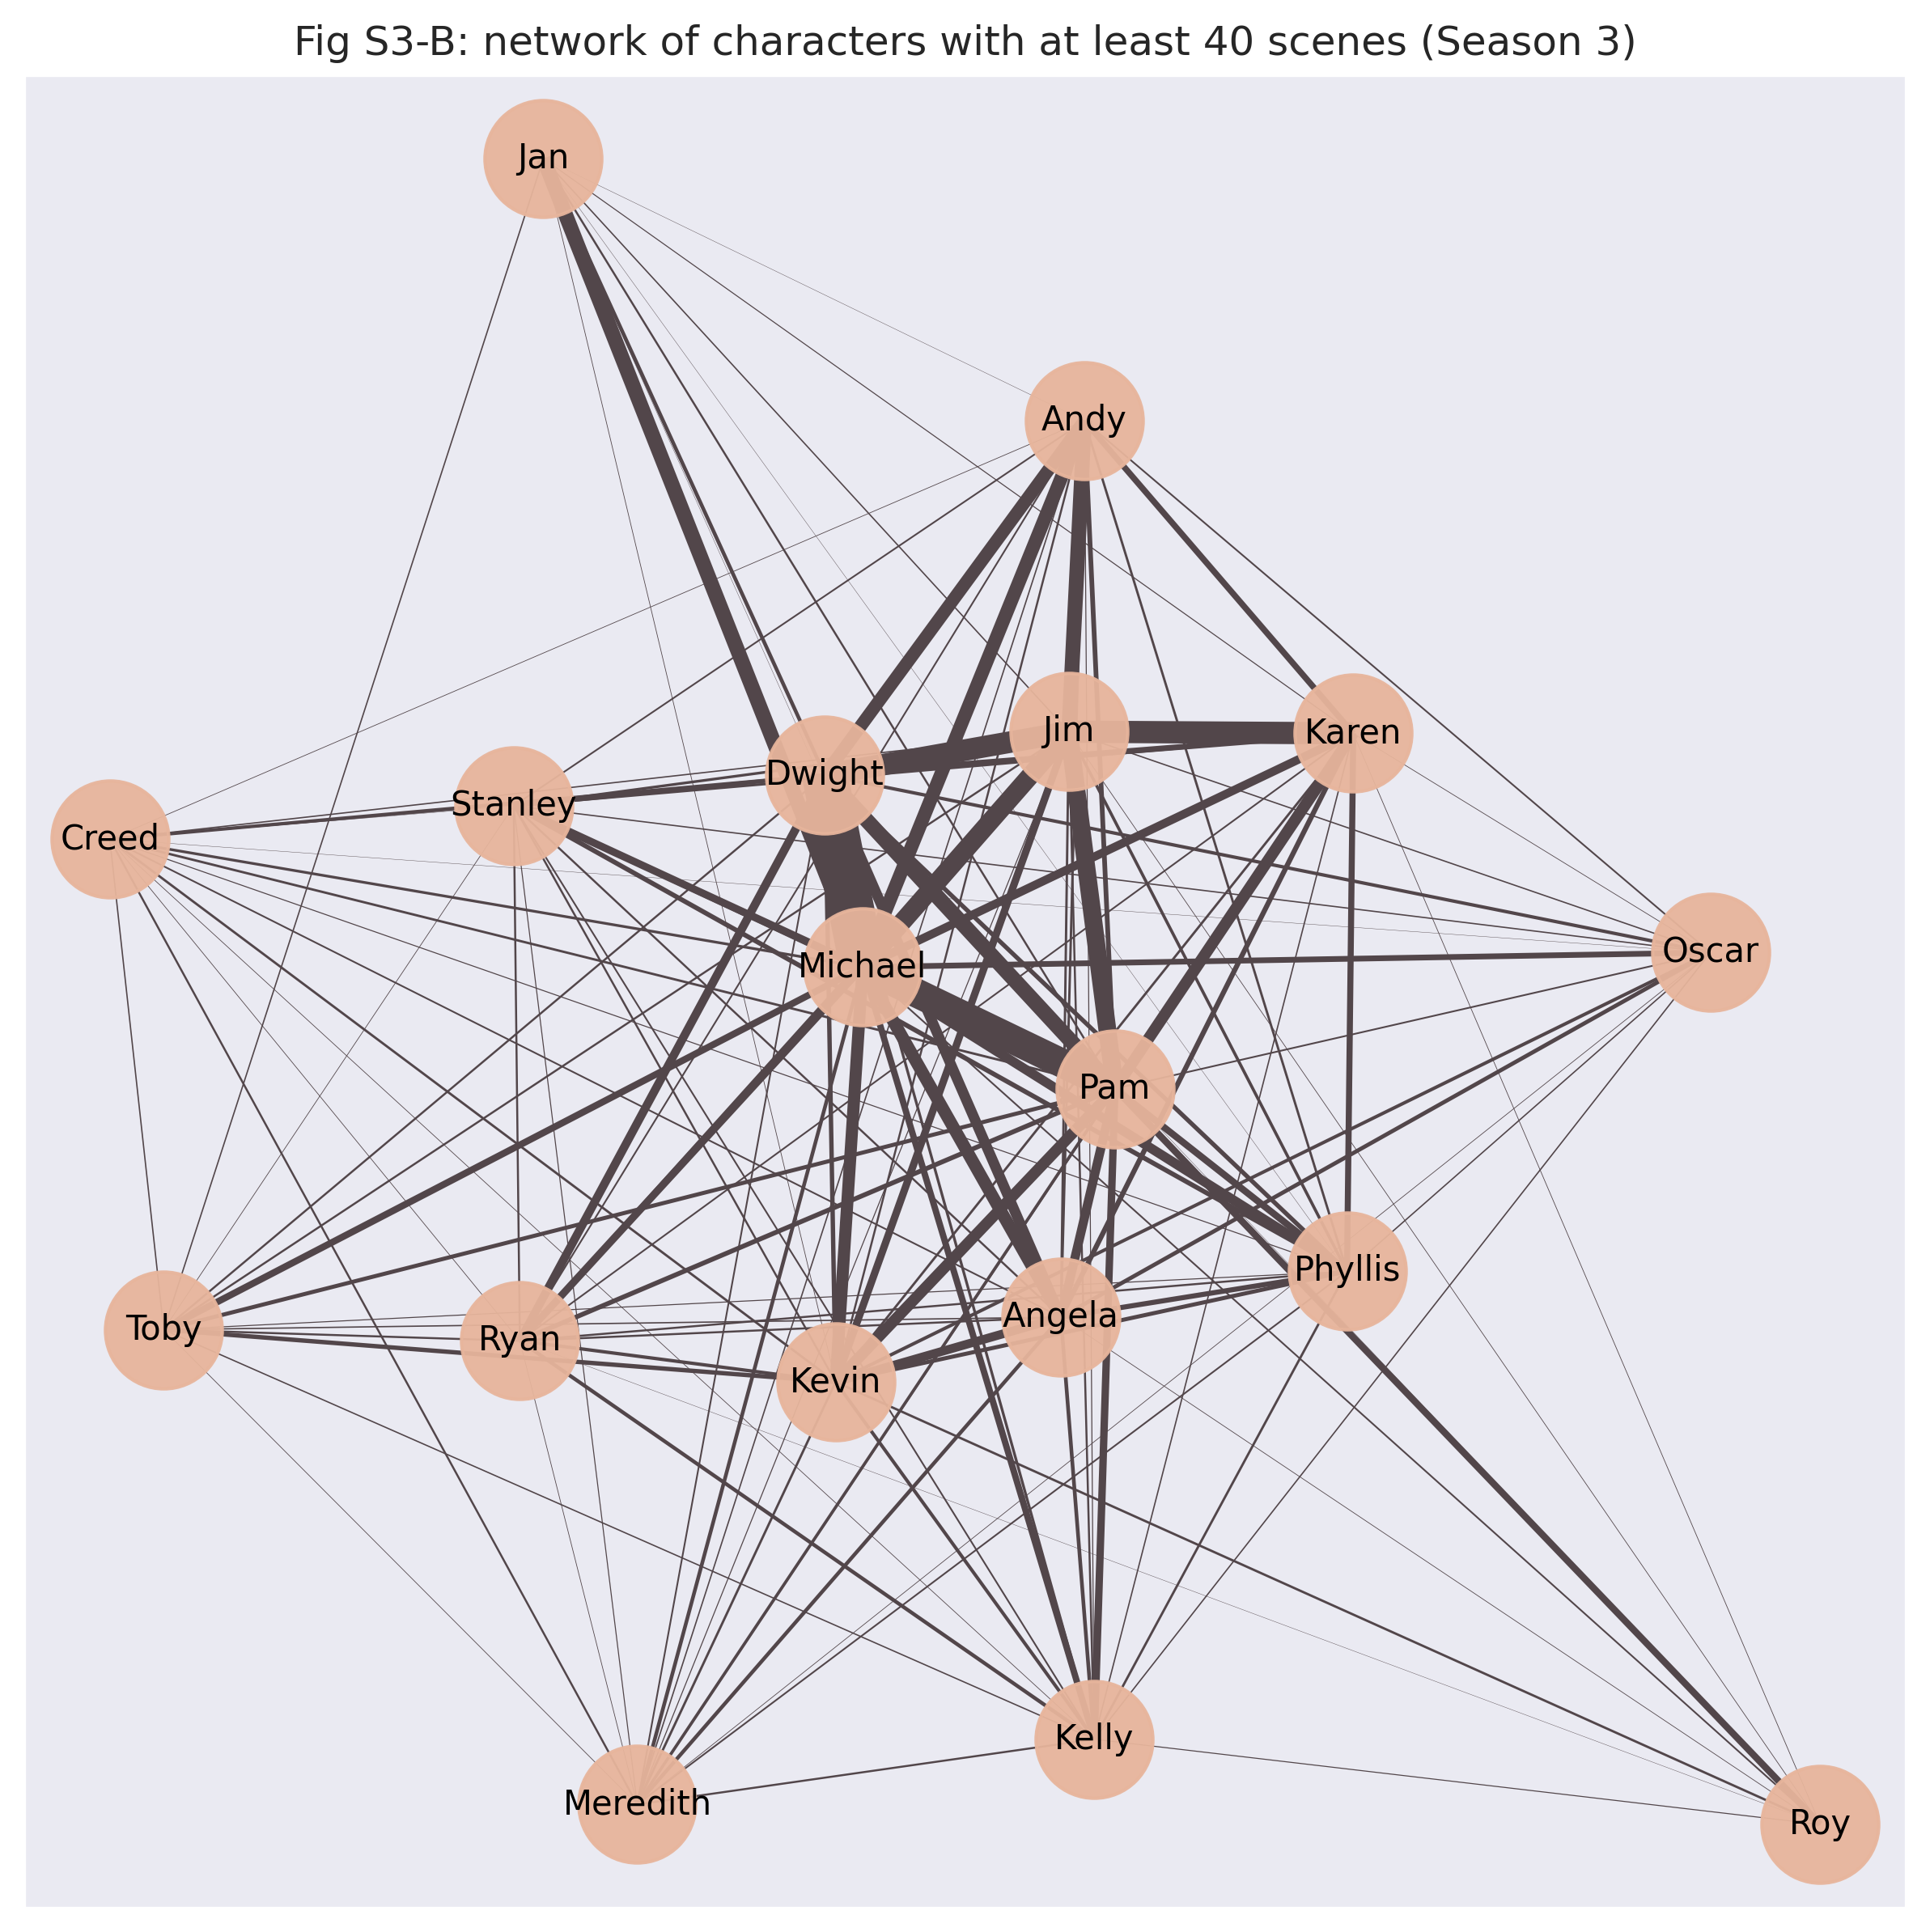 Fig S3-B: network of characters with at least 40 scenes (Season 3)
Jan
Andy
Jim
Karen
Dwight
Stanley
Creed
Oscar
Michael
Pam
Phyllis
Angela
Toby
Ryan
Kevin
Kelly
Meredith
Roy